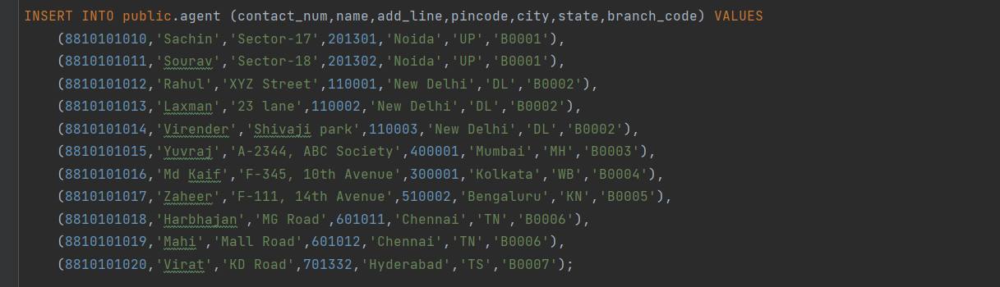 INSERT INTO public.agent (contact_num,name,add_line,pincode,city,state,branch_code) VALUES
(8810101010,'Sachin','Sector-17',201301,'Noida','UP','B0001'),
(8810101011,'Sourav','Sector-18',201302,'Noida','UP','B0001'),
(8810101012,'Rahul','XYZ Street',110001,'New Delhi','DL','B0002'),
(8810101013,'Laxman','23 lane',110002,'New Delhi','DL','B0002'),
(8810101014,'Virender','Shivaji park',110003,'New Delhi','DL','B0002'),
(8810101015,'Yuvraj','A-2344, ABC Society',400001,'Mumbai','MH','B0003'),
(8810101016,'Md Kaif','F-345, 10th Avenue',300001,'Kolkata','WB','B0004'),
(8810101017,'Zaheer','F-111, 14th Avenue',510002,'Bengaluru','KN','B0005'),
(8810101018,'Harbhajan','MG Road',601011,'Chennai','TN','B0006'),
(8810101019,'Mahi','Mall Road',601012,'Chennai','TN','B0006'),
(8810101020,'Virat','KD Road',701332,'Hyderabad','TS','B0007');